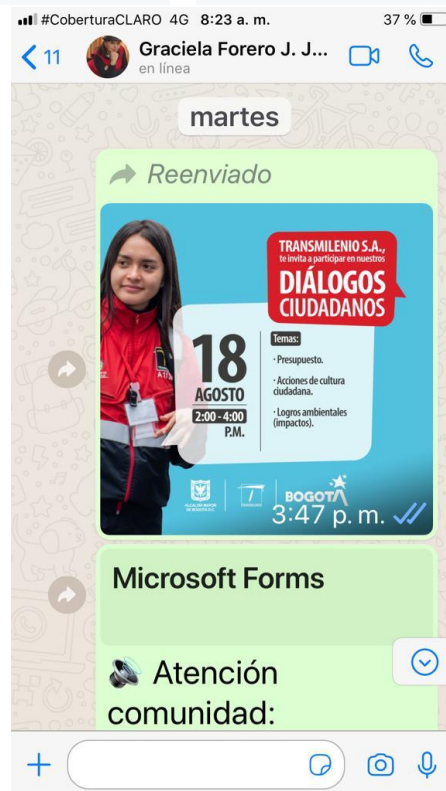 #CoberturaCLARO 4G 8:23 a. m. 37 %
11
Graciela Forero J. J...
en línea
martes
Reenviado
TRANSMILENIO S.A.,
te invita a participar en nuestros
DIÁLOGOS
CIUDADANOS
18
AGOSTO
2:00 - 4:00
P.M.
Temas:
· Presupuesto.
· Acciones de cultura
ciudadana.
· Logros ambientales
(impactos).
BOGOTÁ
3:47 p. m.
Microsoft Forms
Atención
comunidad: